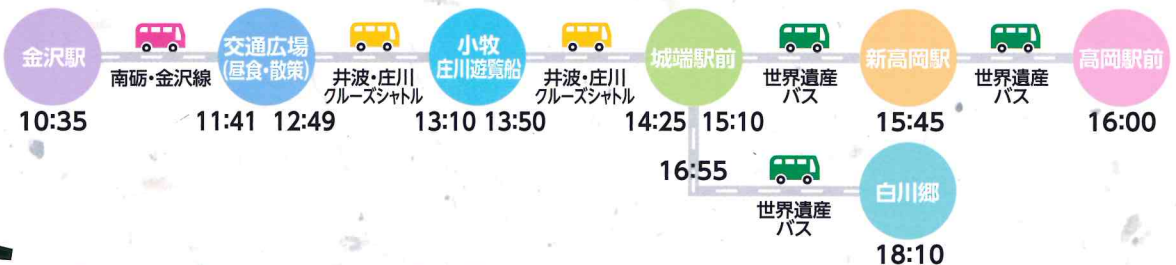 金沢駅
10:35
南砺・金沢線
交通広場
(昼食・散策)
11:41 12:49
井波・庄川
クルーズシャトル
小牧
庄川遊覧船
13:10 13:50
井波・庄川
クルーズシャトル
城端駅前
14:25 15:10
世界遺産
バス
新高岡駅
15:45
世界遺産
バス
高岡駅前
16:00
16:55
世界遺産
バス
白川郷
18:10